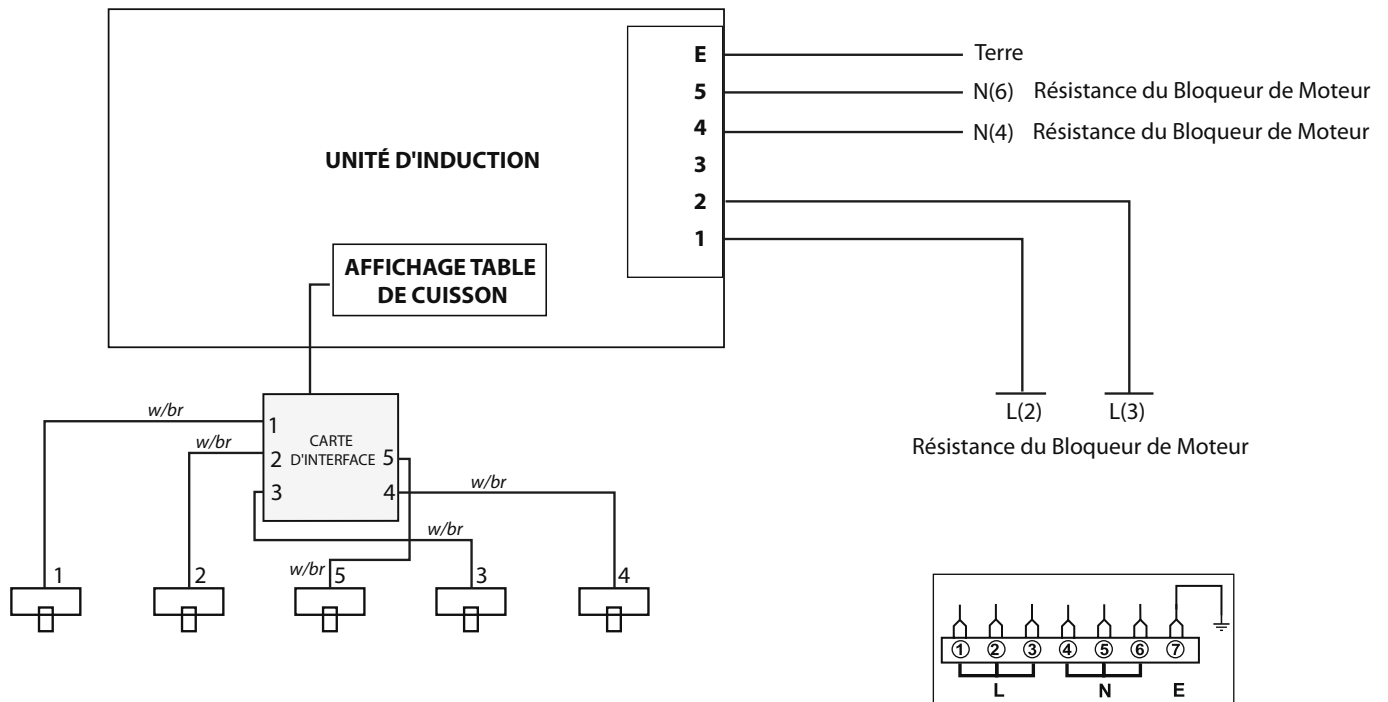 E
Terre
5
N(6) Résistance du Bloqueur de Moteur
4
N(4) Résistance du Bloqueur de Moteur
UNITÉ D'INDUCTION
3
2
1
AFFICHAGE TABLE
DE CUISSON
L(2)
L(3)
Résistance du Bloqueur de Moteur
w/br
1
w/br
CARTE
2
D'INTERFACE
5
3
4
w/br
w/br
w/br
1
2
5
3
4
1 2 3 4 5 6 7
L N E